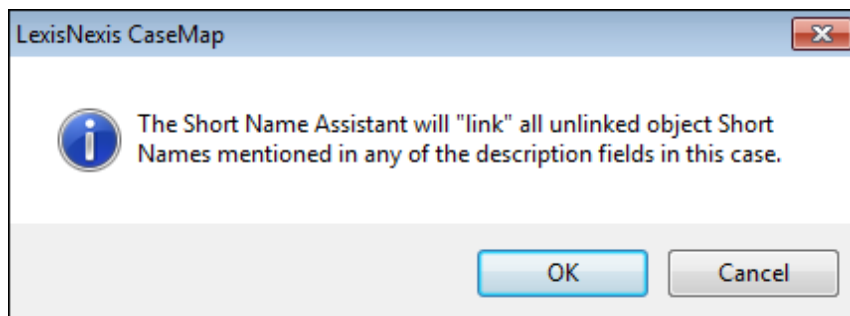 LexisNexis CaseMap
The Short Name Assistant will "link" all unlinked object Short
Names mentioned in any of the description fields in this case.
OK
Cancel